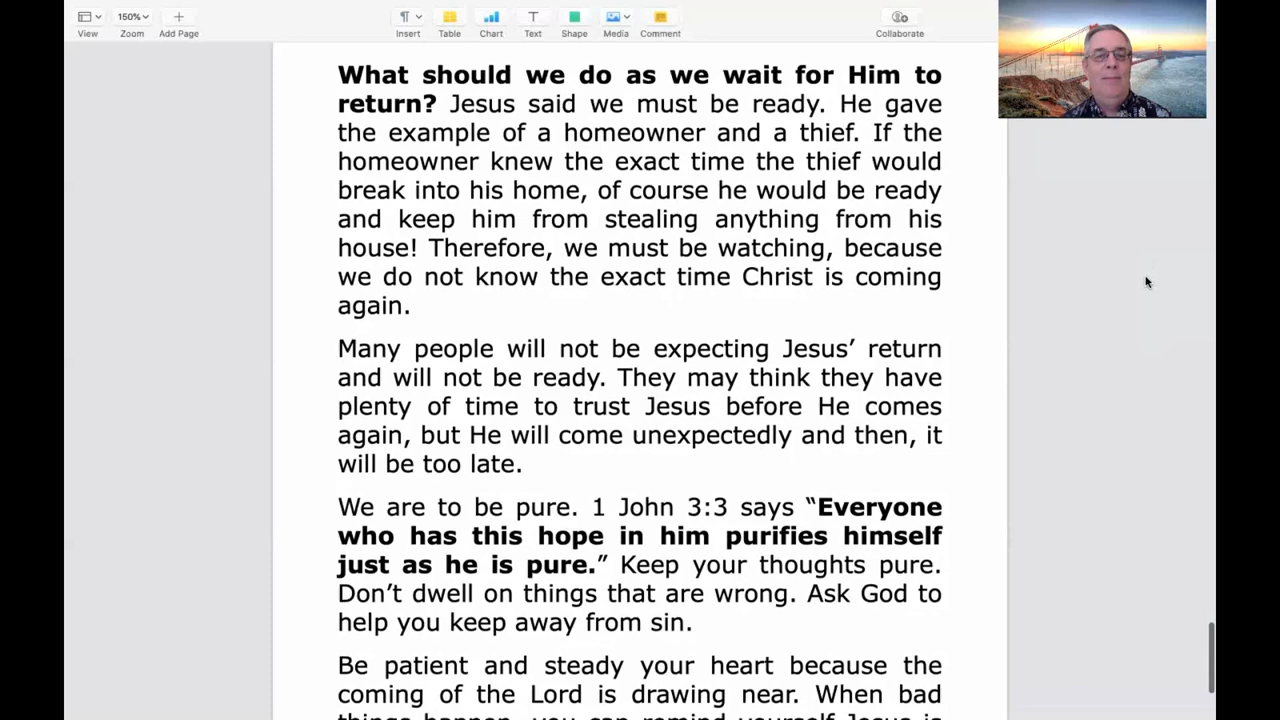 150%
View
Zoom
Add Page
Insert
Table
Chart
Text
Shape
Media
Comment
Collaborate
What should we do as we wait for Him to
return? Jesus said we must be ready. He gave
the example of a homeowner and a thief. If the
homeowner knew the exact time the thief would
break into his home, of course he would be ready
and keep him from stealing anything from his
house! Therefore, we must be watching, because
we do not know the exact time Christ is coming
again.
Many people will not be expecting Jesus’ return
and will not be ready. They may think they have
plenty of time to trust Jesus before He comes
again, but He will come unexpectedly and then, it
will be too late.
We are to be pure. 1 John 3:3 says “Everyone
who has this hope in him purifies himself
just as he is pure.” Keep your thoughts pure.
Don’t dwell on things that are wrong. Ask God to
help you keep away from sin.
Be patient and steady your heart because the
coming of the Lord is drawing near. When bad
things happen, you can remind yourself Jesus is